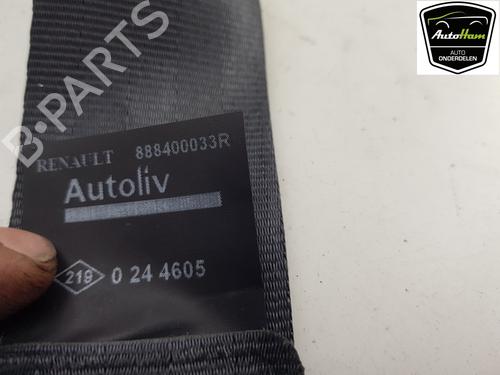 AutoHam
AUTO
ONDERDELEN
B-PARTS
RENAULT 888400033R
Autoliv
219 0 24 4605